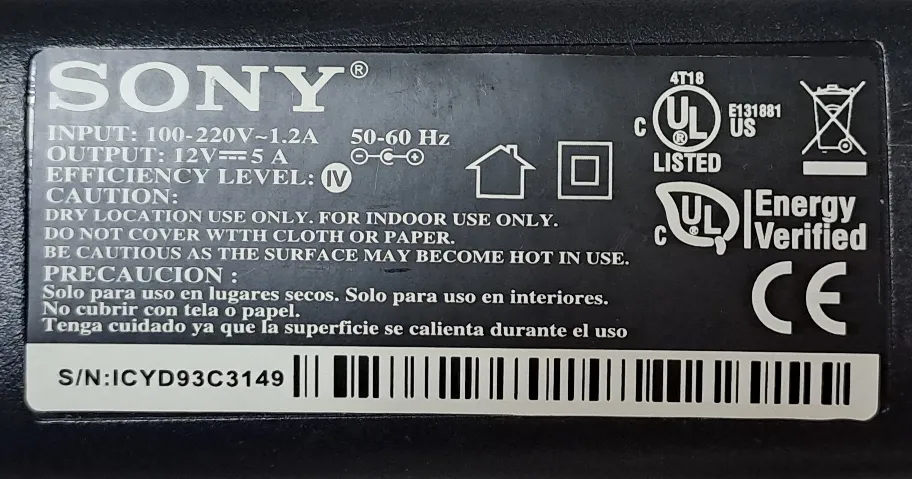 SONY®
INPUT: 100-220V~1.2A 50-60 Hz
OUTPUT: 12V⎓5 A
EFFICIENCY LEVEL: IV
CAUTION:
DRY LOCATION USE ONLY. FOR INDOOR USE ONLY.
DO NOT COVER WTTH CLOTH OR PAPER.
BE CAUTIOUS AS THE SURFACE MAY BECOME HOT IN USE.
PRECAUCION :
Solo para uso en lugares secos. Solo para uso en interiores.
No cubrir con tela o papel.
Tenga cuidado ya que la superficie se calienta durante el uso
4T18
C UL® US E131881
LISTED
C UL® Energy
Verified
CE
S/N:ICYD93C3149